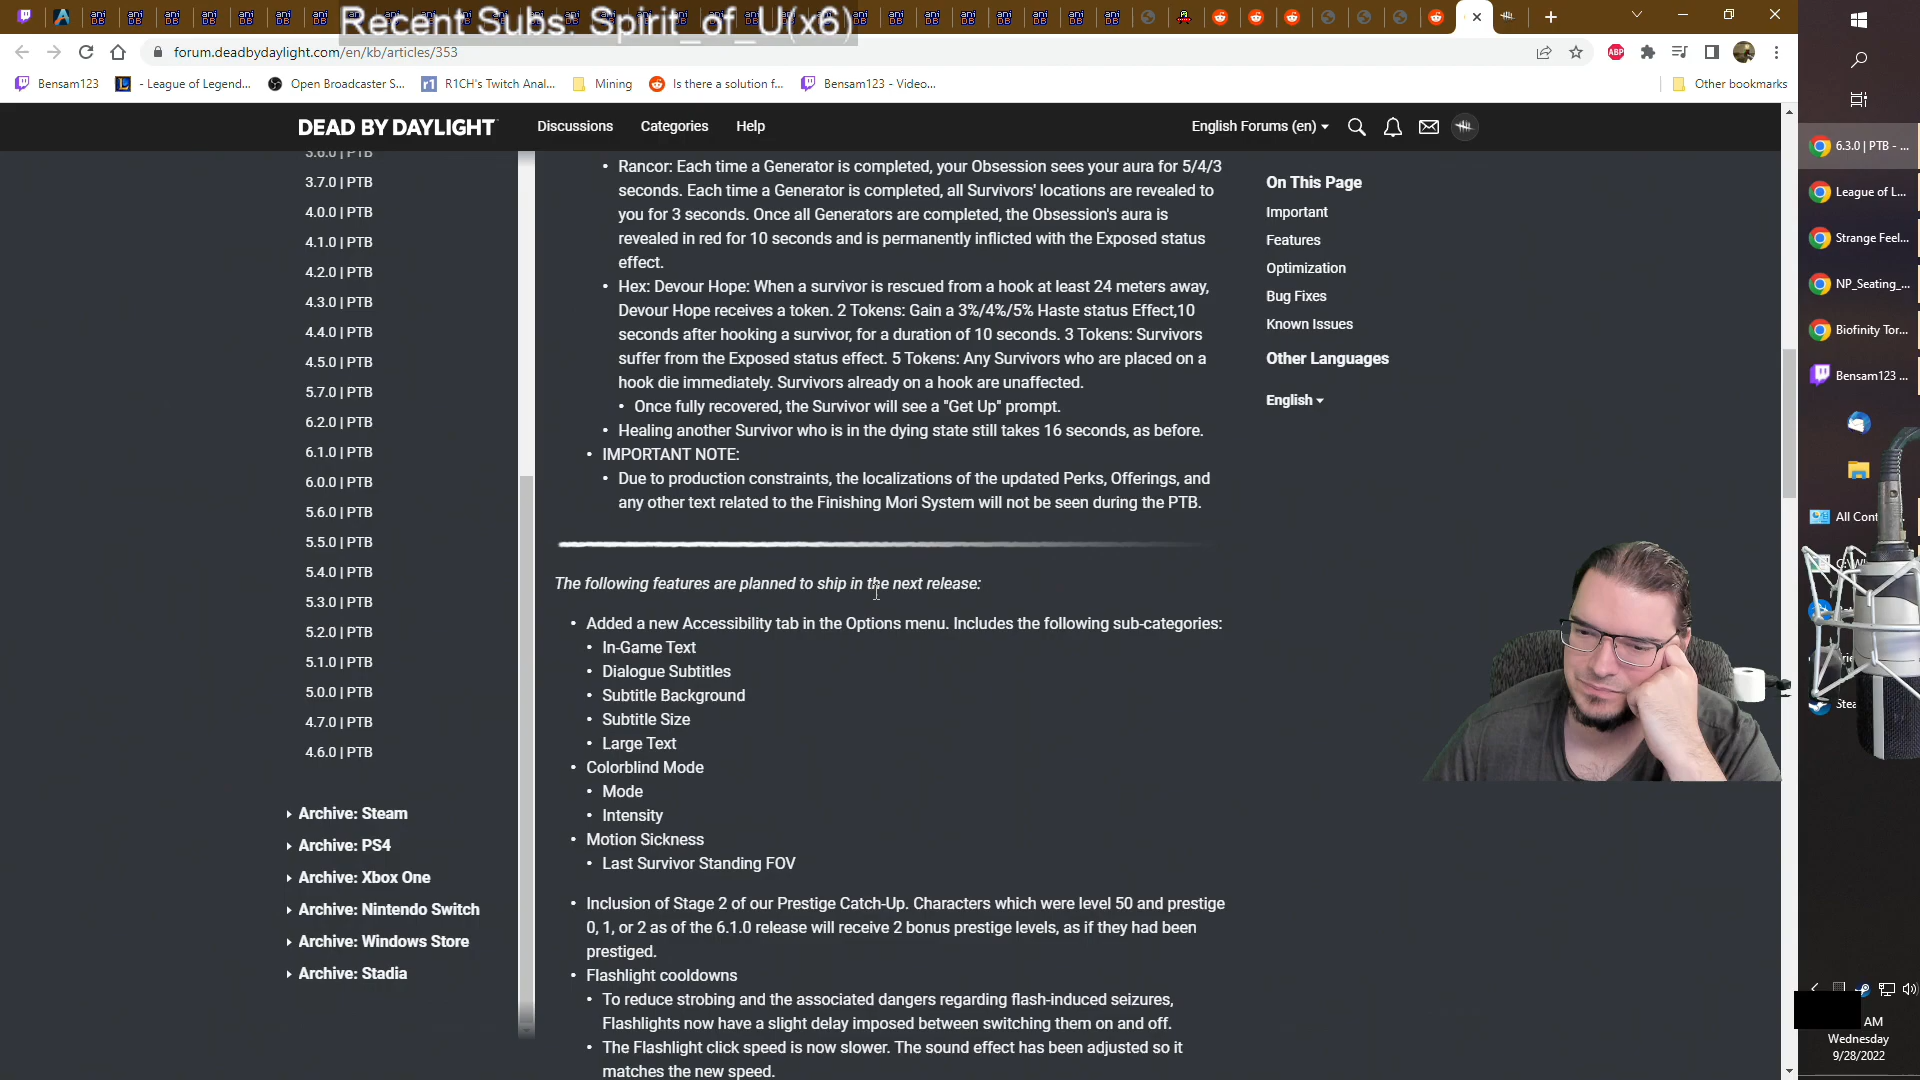 Recent Subs: Spirit_of_U(x6)
forum.deadbydaylight.com/en/kb/articles/353
Bensam123
- League of Legend...
Open Broadcaster S...
R1CH's Twitch Anal...
Mining
Is there a solution f...
Bensam123 - Video...
Other bookmarks
DEAD BY DAYLIGHT
Discussions
Categories
Help
English Forums (en)
3.6.0 | PTB
3.7.0 | PTB
4.0.0 | PTB
4.1.0 | PTB
4.2.0 | PTB
4.3.0 | PTB
4.4.0 | PTB
4.5.0 | PTB
5.7.0 | PTB
6.2.0 | PTB
6.1.0 | PTB
6.0.0 | PTB
5.6.0 | PTB
5.5.0 | PTB
5.4.0 | PTB
5.3.0 | PTB
5.2.0 | PTB
5.1.0 | PTB
5.0.0 | PTB
4.7.0 | PTB
4.6.0 | PTB
Archive: Steam
Archive: PS4
Archive: Xbox One
Archive: Nintendo Switch
Archive: Windows Store
Archive: Stadia
Rancor: Each time a Generator is completed, your Obsession sees your aura for 5/4/3
seconds. Each time a Generator is completed, all Survivors' locations are revealed to
you for 3 seconds. Once all Generators are completed, the Obsession's aura is
revealed in red for 10 seconds and is permanently inflicted with the Exposed status
effect.
Hex: Devour Hope: When a survivor is rescued from a hook at least 24 meters away,
Devour Hope receives a token. 2 Tokens: Gain a 3%/4%/5% Haste status Effect,10
seconds after hooking a survivor, for a duration of 10 seconds. 3 Tokens: Survivors
suffer from the Exposed status effect. 5 Tokens: Any Survivors who are placed on a
hook die immediately. Survivors already on a hook are unaffected.
Once fully recovered, the Survivor will see a "Get Up" prompt.
Healing another Survivor who is in the dying state still takes 16 seconds, as before.
IMPORTANT NOTE:
Due to production constraints, the localizations of the updated Perks, Offerings, and
any other text related to the Finishing Mori System will not be seen during the PTB.
The following features are planned to ship in the next release:
Added a new Accessibility tab in the Options menu. Includes the following sub-categories:
In-Game Text
Dialogue Subtitles
Subtitle Background
Subtitle Size
Large Text
Colorblind Mode
Mode
Intensity
Motion Sickness
Last Survivor Standing FOV
Inclusion of Stage 2 of our Prestige Catch-Up. Characters which were level 50 and prestige
0, 1, or 2 as of the 6.1.0 release will receive 2 bonus prestige levels, as if they had been
prestiged.
Flashlight cooldowns
To reduce strobing and the associated dangers regarding flash-induced seizures,
Flashlights now have a slight delay imposed between switching them on and off.
The Flashlight click speed is now slower. The sound effect has been adjusted so it
matches the new speed.
On This Page
Important
Features
Optimization
Bug Fixes
Known Issues
Other Languages
English
6.3.0 | PTB - ...
League of L...
Strange Feel...
NP_Seating_...
Biofinity Tor...
Bensam123 ...
All Cont
Stea
AM
Wednesday
9/28/2022